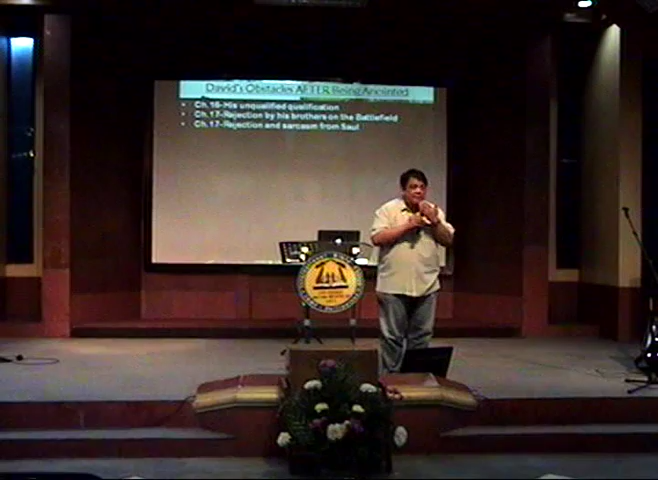 David's Obstacles AFTER Being Anointed
• Ch. 16-His unqualified qualification
• Ch. 17-Rejection by his brothers on the Battlefield
• Ch. 17-Rejection and sarcasm from Saul